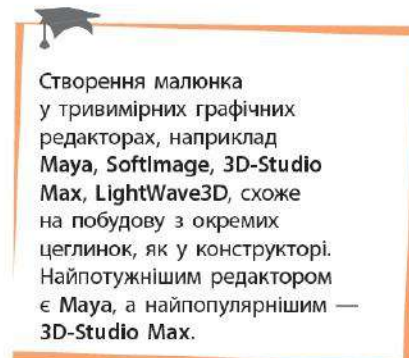 Створення малюнка
у тривимірних графічних
редакторах, наприклад
Maya, SoftImage, 3D-Studio
Max, LightWave3D, схоже
на побудову з окремих
цеглинок, як у конструкторі.
Найпотужнішим редактором
є Maya, а найпопулярнішим —
3D-Studio Max.